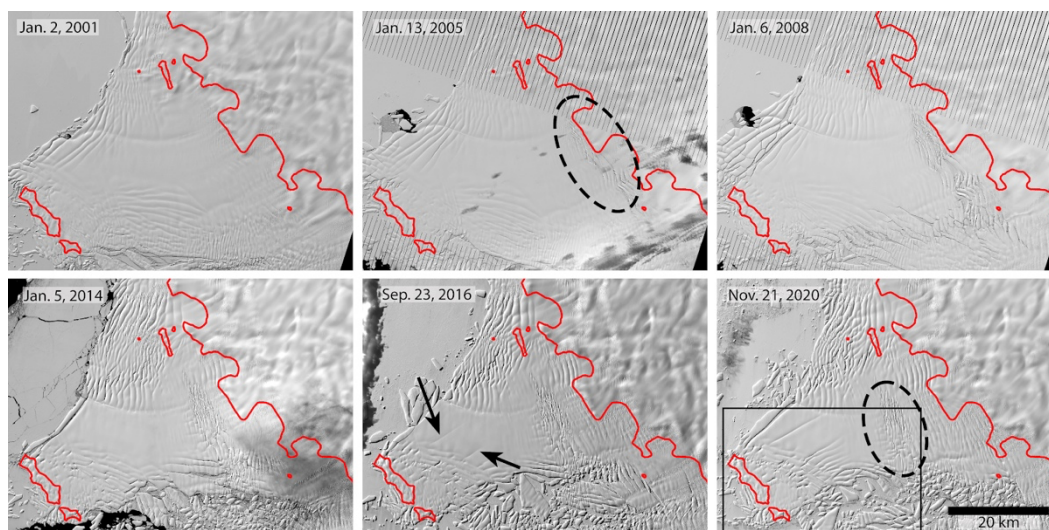 Jan. 2, 2001
Jan. 13, 2005
Jan. 6, 2008
Jan. 5, 2014
Sep. 23, 2016
Nov. 21, 2020
20 km